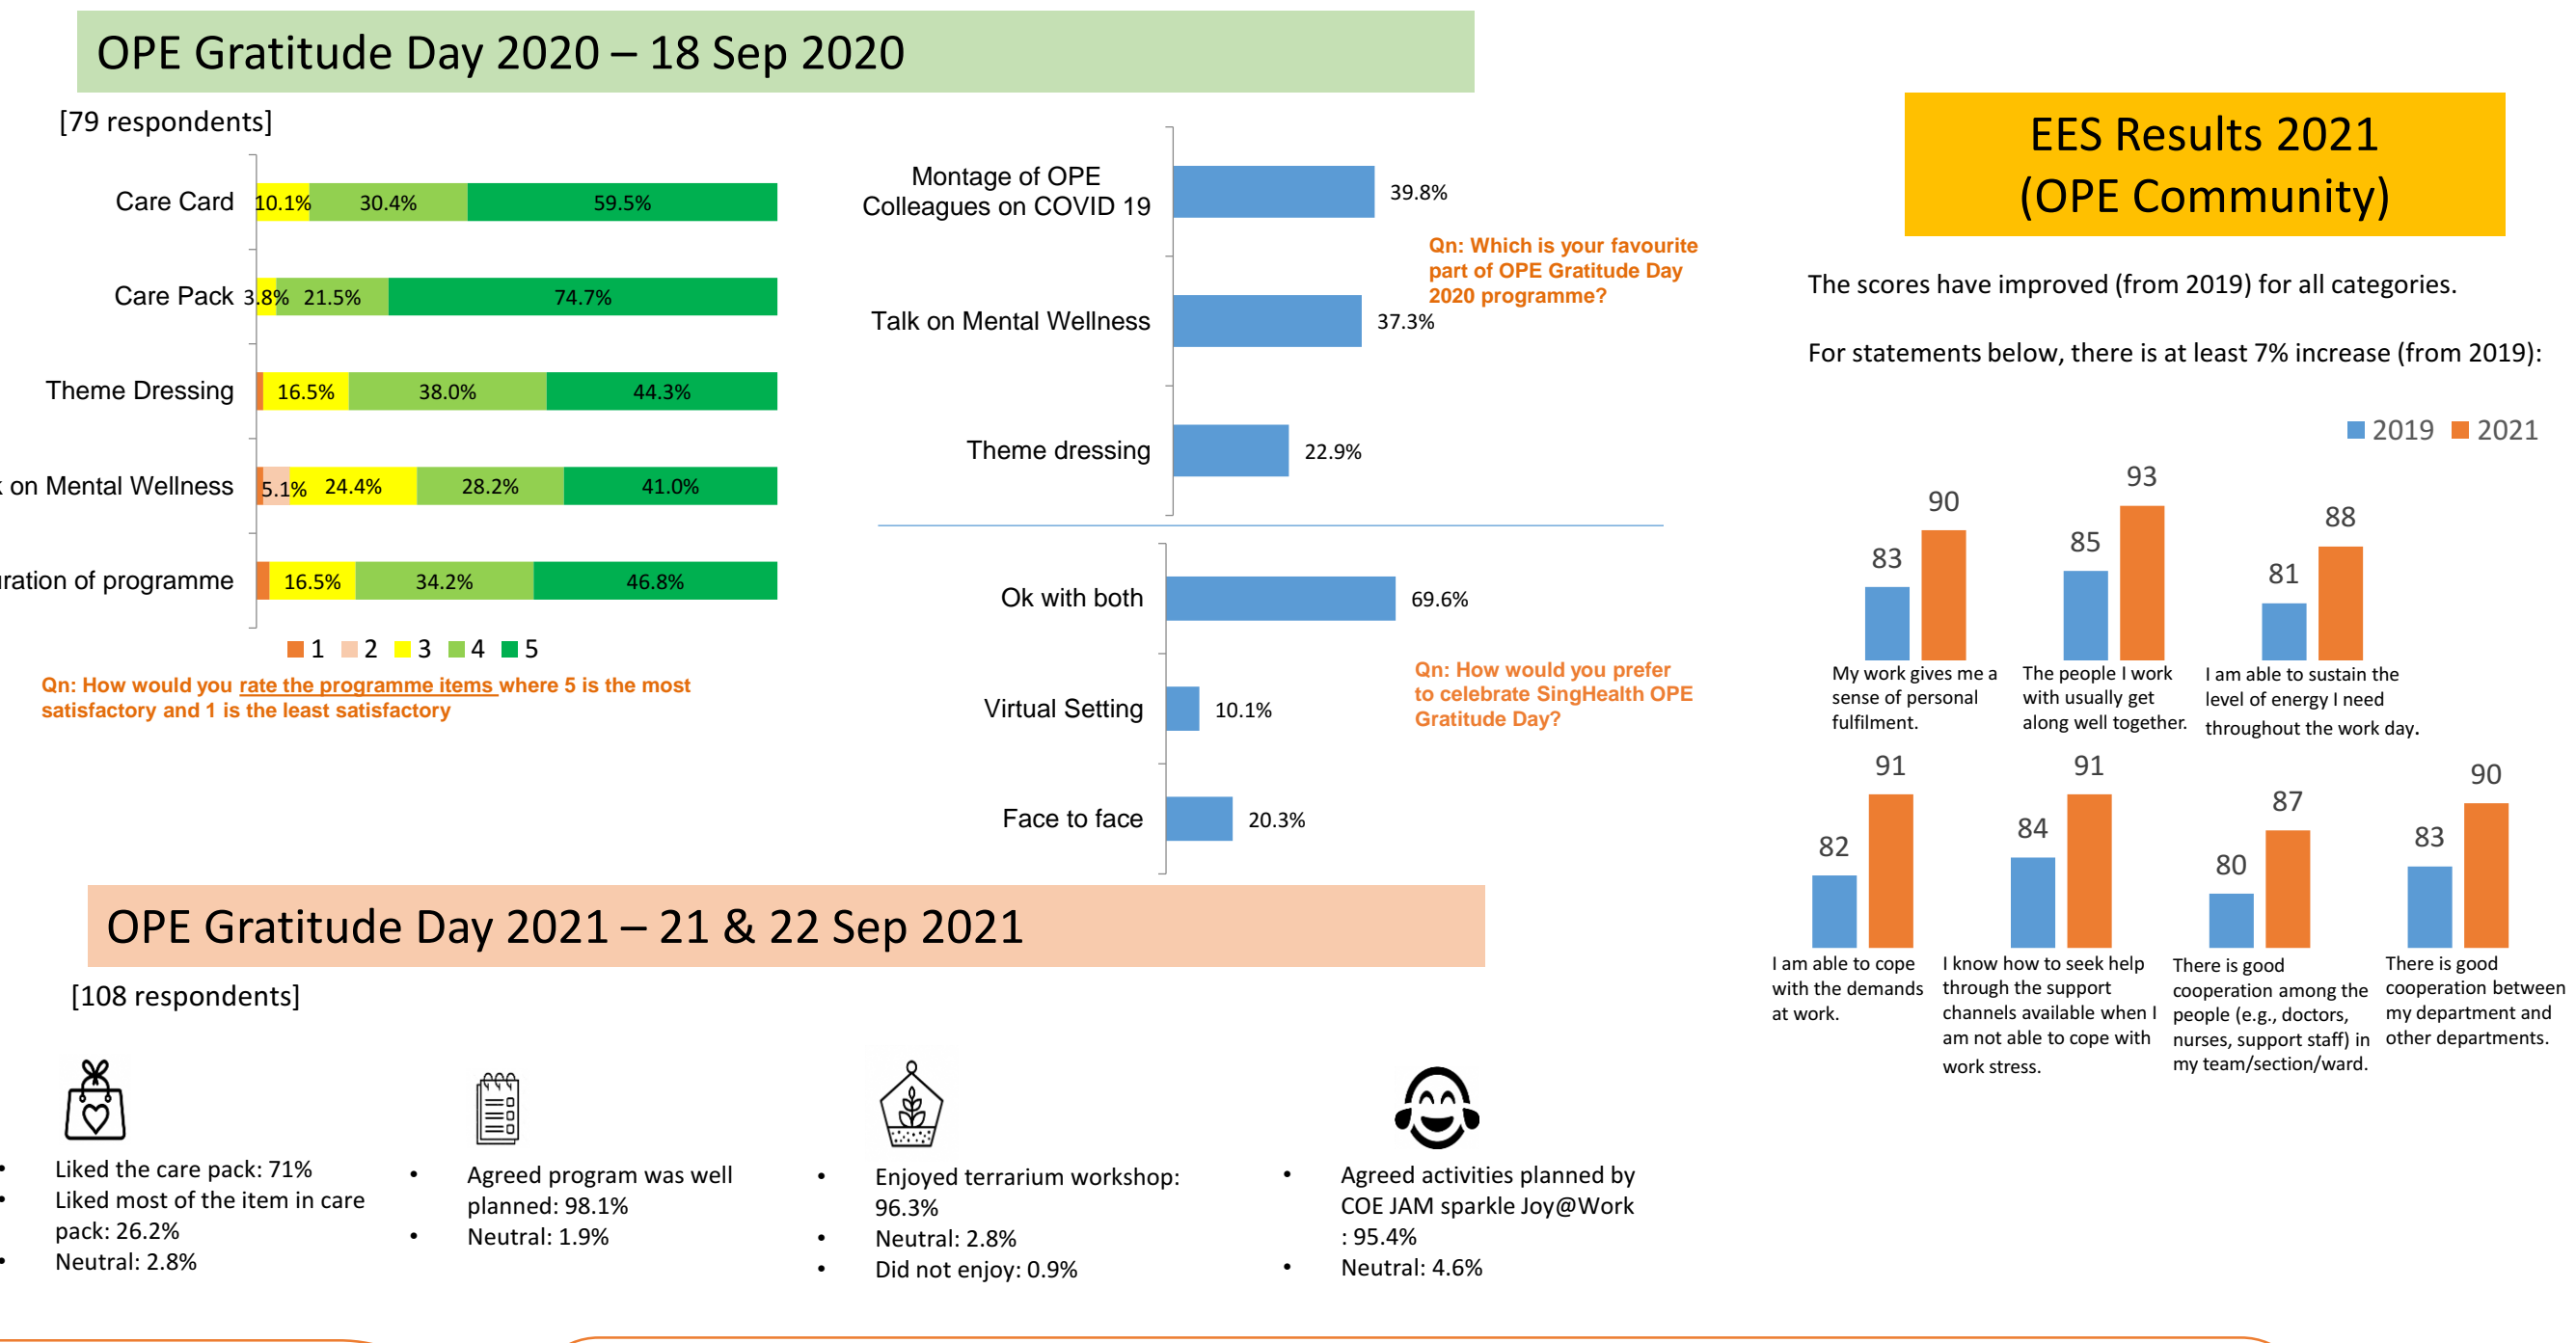 OPE Gratitude Day 2020 – 18 Sep 2020
[79 respondents]
Care Card 10.1% 30.4% 59.5%
Care Pack 3.8% 21.5% 74.7%
Theme Dressing 16.5% 38.0% 44.3%
on Mental Wellness 5.1% 24.4% 28.2% 41.0%
of programme 16.5% 34.2% 46.8%
1 2 3 4 5
Qn: How would you rate the programme items where 5 is the most
satisfactory and 1 is the least satisfactory
Montage of OPE
Colleagues on COVID 19
39.8%
Talk on Mental Wellness 37.3%
Theme dressing 22.9%
Qn: Which is your favourite
part of OPE Gratitude Day
2020 programme?
Ok with both 69.6%
Virtual Setting 10.1%
Face to face 20.3%
Qn: How would you prefer
to celebrate SingHealth OPE
Gratitude Day?
EES Results 2021
(OPE Community)
The scores have improved (from 2019) for all categories.
For statements below, there is at least 7% increase (from 2019):
2019 2021
83 90
My work gives me a
sense of personal
fulfilment.
85 93
The people I work
with usually get
along well together.
81 88
I am able to sustain the
level of energy I need
throughout the work day.
82 91
I am able to cope
with the demands
at work.
84 91
I know how to seek help
through the support
channels available when I
am not able to cope with
work stress.
80 87
There is good
cooperation among the
people (e.g., doctors,
nurses, support staff) in
my team/section/ward.
83 90
There is good
cooperation between
my department and
other departments.
OPE Gratitude Day 2021 – 21 & 22 Sep 2021
[108 respondents]
• Liked the care pack: 71%
• Liked most of the item in care
pack: 26.2%
• Neutral: 2.8%
• Agreed program was well
planned: 98.1%
• Neutral: 1.9%
• Enjoyed terrarium workshop:
96.3%
• Neutral: 2.8%
• Did not enjoy: 0.9%
• Agreed activities planned by
COE JAM sparkle Joy@Work
: 95.4%
• Neutral: 4.6%